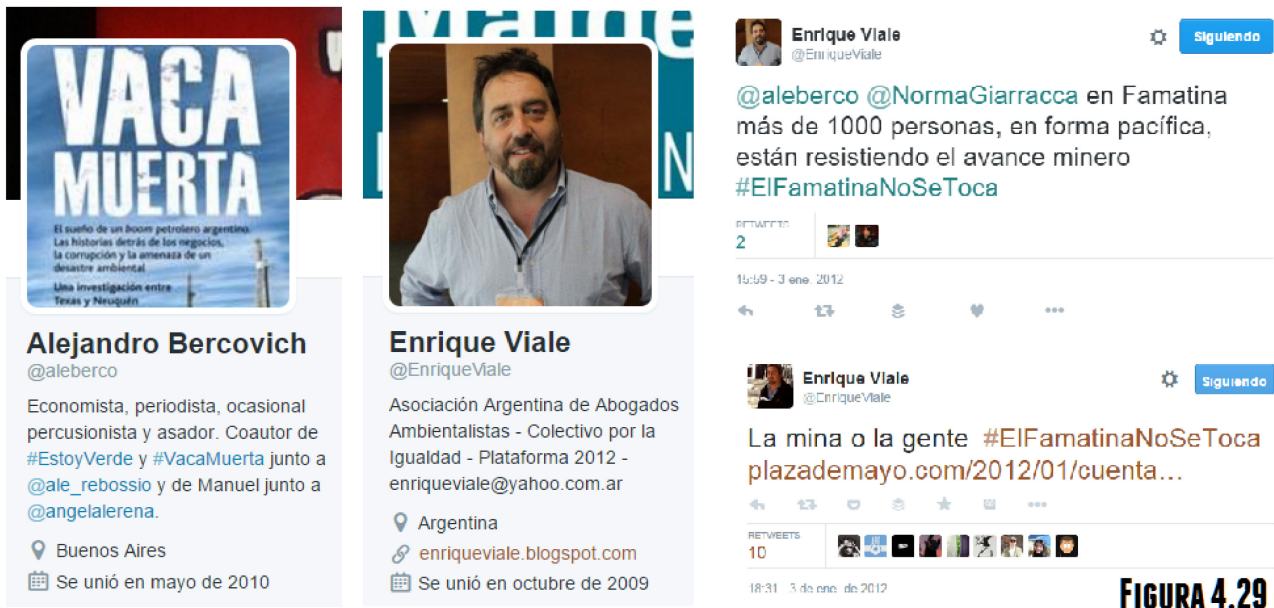 VACA
MUERTA
El sueño de un boom petrolero argentino.
Las historias detrás de los negocios,
la corrupción y la amenaza de un
desastre ambiental
Una investigación entre
Texas y Neuquén
Alejandro Bercovich
@aleberco
Economista, periodista, ocasional
percusionista y asador. Coautor de
#EstoyVerde y #VacaMuerta junto a
@ale_rebossio y de Manuel junto a
@angelalerena.
Buenos Aires
Se unió en mayo de 2010
N
Enrique Viale
@EnriqueViale
Asociación Argentina de Abogados
Ambientalistas - Colectivo por la
Igualdad - Plataforma 2012 -
enriqueviale@yahoo.com.ar
Argentina
enriqueviale.blogspot.com
Se unió en octubre de 2009
Enrique Viale
@EnriqueViale
Siguiendo
@aleberco @NormaGiarracca en Famatina
más de 1000 personas, en forma pacífica,
están resistiendo el avance minero
#ElFamatinaNoSeToca
RETWEETS
2
15:59 - 3 ene. 2012
Enrique Viale
@EnriqueViale
Siguiendo
La mina o la gente #ElFamatinaNoSeToca
plazademayo.com/2012/01/cuenta…
RETWEETS
10
18:31 - 3 de ene. de 2012
FIGURA 4.29